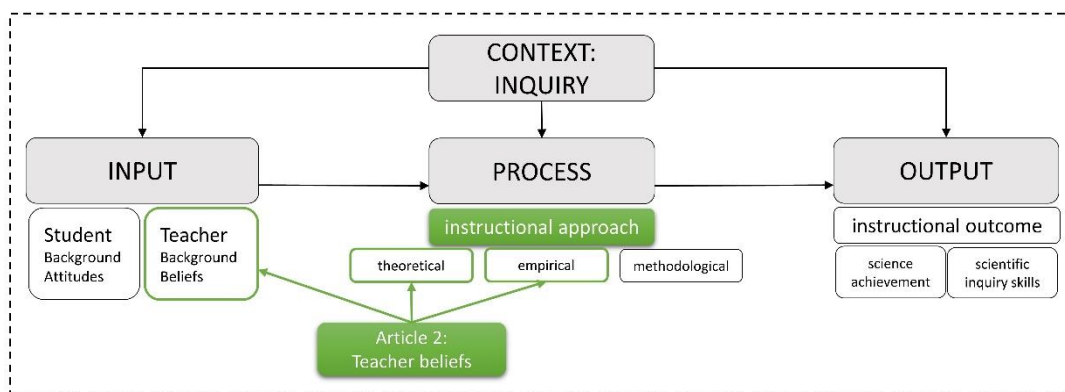 CONTEXT:
INQUIRY
INPUT
PROCESS
OUTPUT
Student
Background
Attitudes
Teacher
Background
Beliefs
instructional approach
theoretical
empirical
methodological
instructional outcome
science
achievement
scientific
inquiry skills
Article 2:
Teacher beliefs